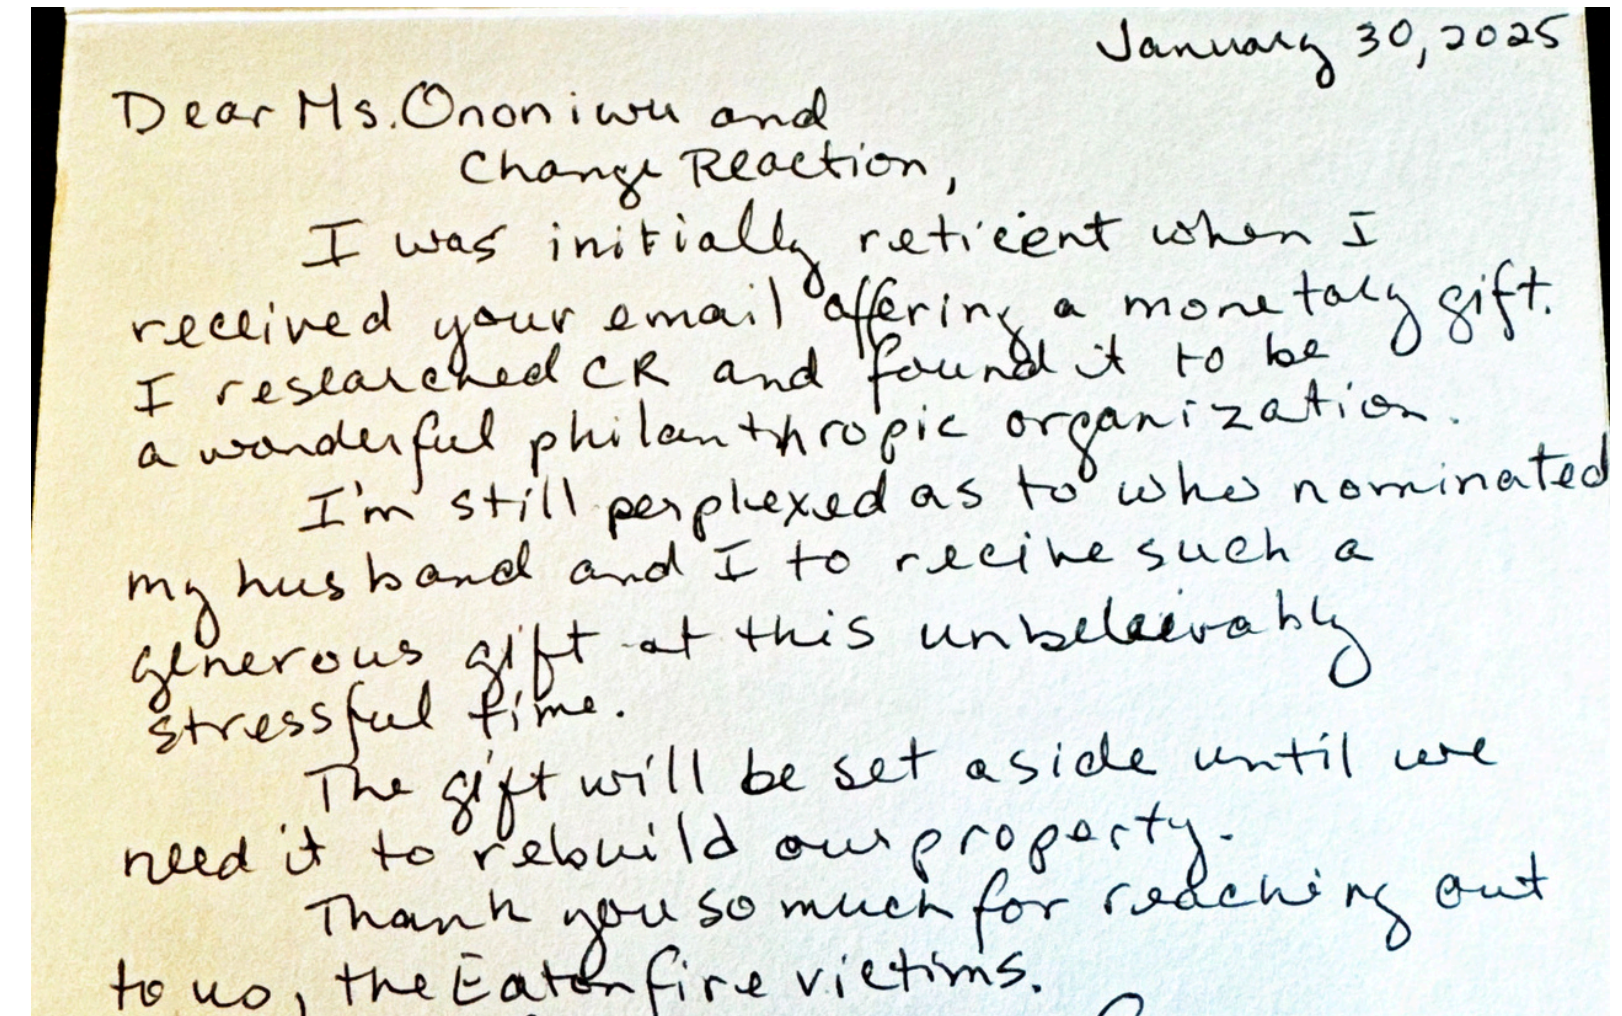 January 30, 2025
Dear Ms. Ononiwu and
Change Reaction,
I was initially reticent when I
received your email offering a monetary gift.
I researched CR and found it to be
a wonderful philanthropic organization.
I'm still perplexed as to who nominated
my husband and I to recive such a
generous gift at this unbeleivably
stressful time.
The gift will be set aside until we
need it to rebuild our property.
Thank you so much for reaching out
to us, the Eaton fire victims.